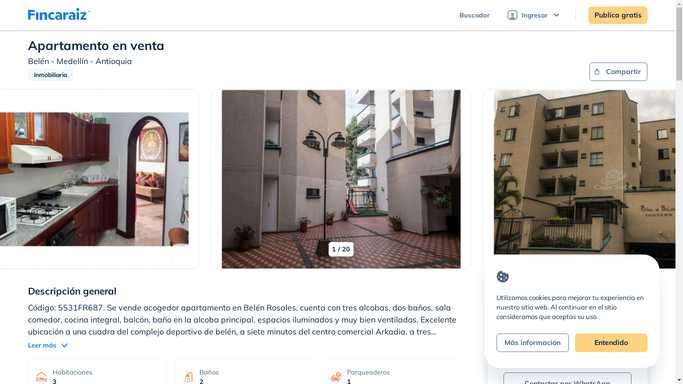 Fincaraiz
Buscador
Ingresar
Publica gratis
Apartamento en venta
Belén - Medellín - Antioquia
Inmobiliaria
Compartir
1 / 20
Descripción general
Código: 5531FR687. Se vende acogedor apartamento en Belén Rosales, cuenta con tres alcobas, dos baños, sala
comedor, cocina integral, balcón, baño en la alcoba principal, espacios iluminados y muy bien ventilados. Excelente
ubicación a una cuadra del complejo deportivo de belén, a siete minutos del centro comercial Arkadia, a tres...
Leer más
Habitaciones
3
Baños
2
Parqueaderos
1
Utilizamos cookies para mejorar tu experiencia en
nuestro sitio web. Al continuar en el sitio
consideramos que aceptas su uso.
Más información
Entendido
Contactar por WhatsApp